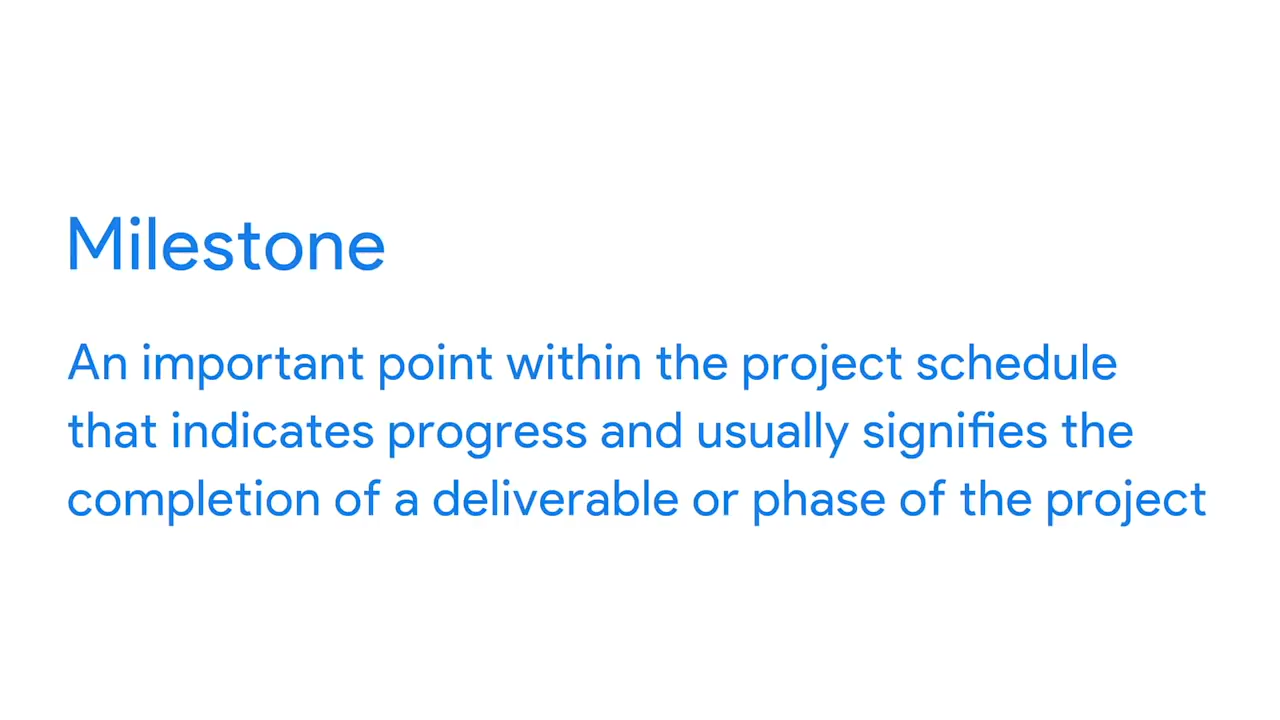 Milestone
An important point within the project schedule
that indicates progress and usually signifies the
completion of a deliverable or phase of the project